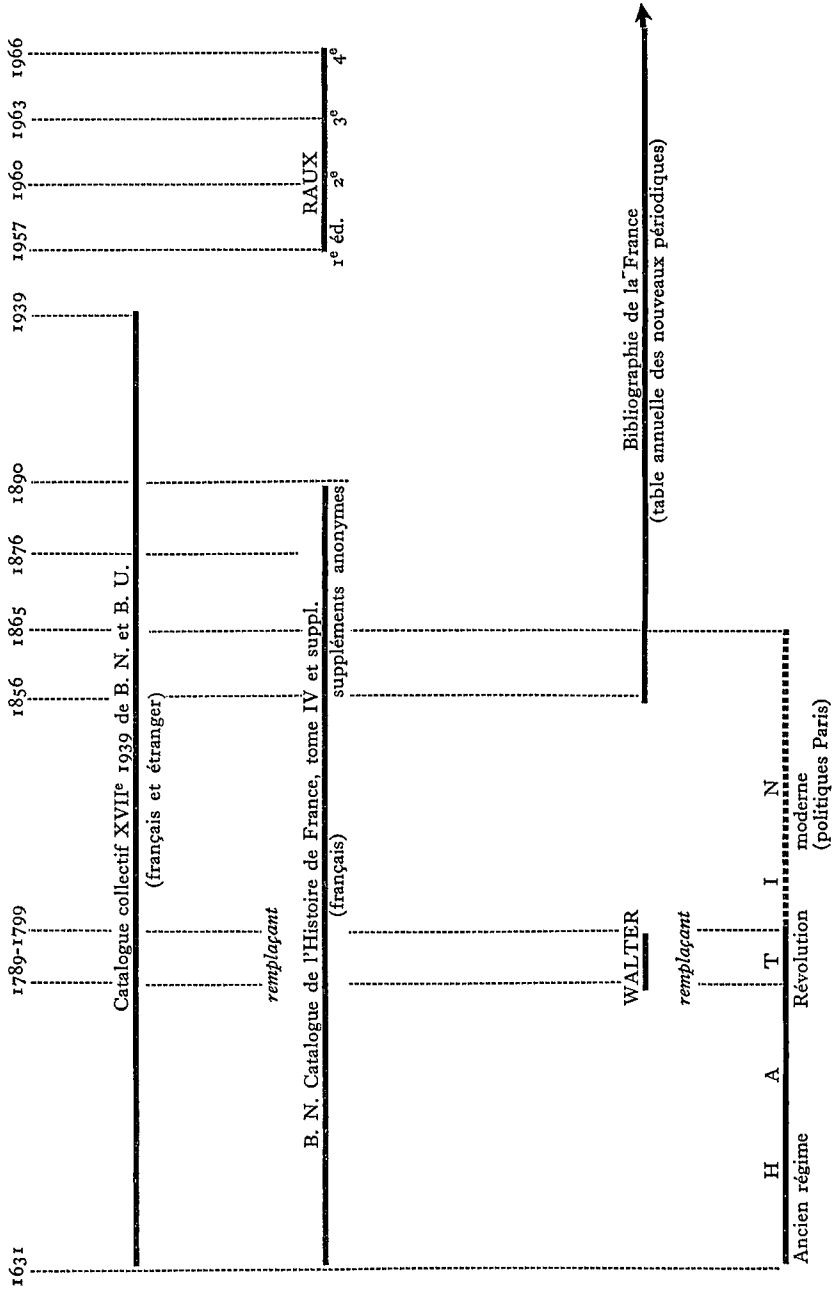 1631
1789-1799
1856
1865
1876
1890
1939
1957
1960
1963
1966
Catalogue collectif XVIIe 1939 de B. N. et B. U.
(français et étranger)
remplaçant
RAUX
1e éd.
2e
3e
4e
B. N. Catalogue de l'Histoire de France, tome IV et suppl.
(français)
suppléments anonymes
Bibliographie de la France
(table annuelle des nouveaux périodiques)
WALTER
remplaçant
H A T I N
Ancien régime
Révolution
moderne
(politiques Paris)